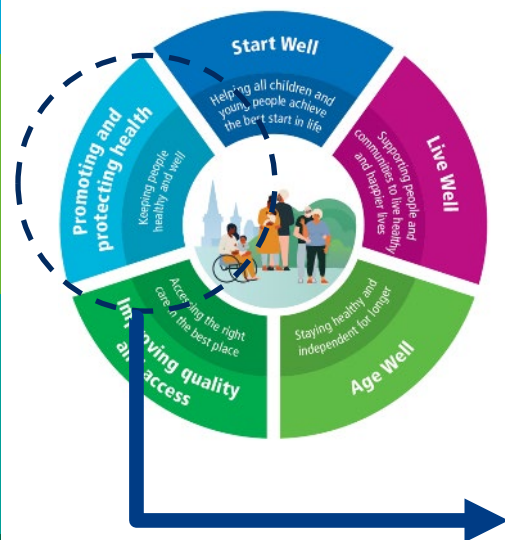 Start Well
Helping all children and
young people achieve
the best start in life
Live Well
Supporting people and
communities to live healthy
and happier lives
Age Well
Staying healthy and
independent for longer
Improving quality
and access
Accessing the right
care in the best place
Promoting and
protecting health
Keeping people
healthy and well